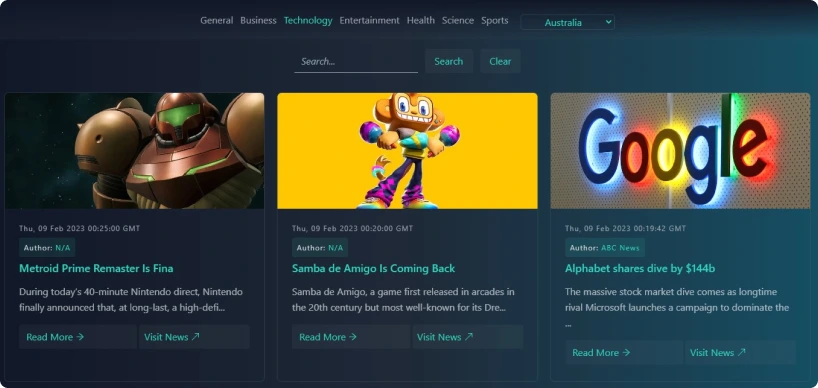 General Business Technology Entertainment Health Science Sports Australia
Search... Search Clear
Google
Thu, 09 Feb 2023 00:25:00 GMT
Author: N/A
Metroid Prime Remaster Is Fina
During today's 40-minute Nintendo direct, Nintendo
finally announced that, at long-last, a high-defi...
Read More → Visit News ↗
Thu, 09 Feb 2023 00:20:00 GMT
Author: N/A
Samba de Amigo Is Coming Back
Samba de Amigo, a game first released in arcades in
the 20th century but most well-known for its Dre...
Read More → Visit News ↗
Thu, 09 Feb 2023 00:19:42 GMT
Author: ABC News
Alphabet shares dive by $144b
The massive stock market dive comes as longtime
rival Microsoft launches a campaign to dominate the
...
Read More → Visit News ↗